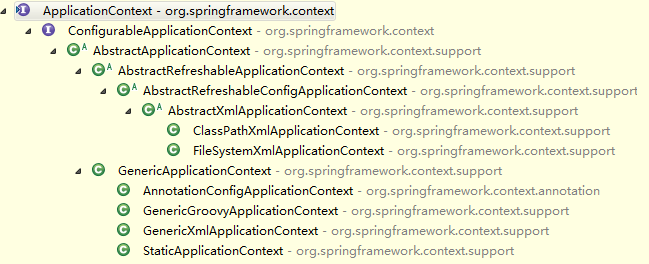 ApplicationContext - org.springframework.context
ConfigurableApplicationContext - org.springframework.context
AbstractApplicationContext - org.springframework.context.support
AbstractRefreshableApplicationContext - org.springframework.context.support
AbstractRefreshableConfigApplicationContext - org.springframework.context.support
AbstractXmlApplicationContext - org.springframework.context.support
ClassPathXmlApplicationContext - org.springframework.context.support
FileSystemXmlApplicationContext - org.springframework.context.support
GenericApplicationContext - org.springframework.context.support
AnnotationConfigApplicationContext - org.springframework.context.annotation
GenericGroovyApplicationContext - org.springframework.context.support
GenericXmlApplicationContext - org.springframework.context.support
StaticApplicationContext - org.springframework.context.support